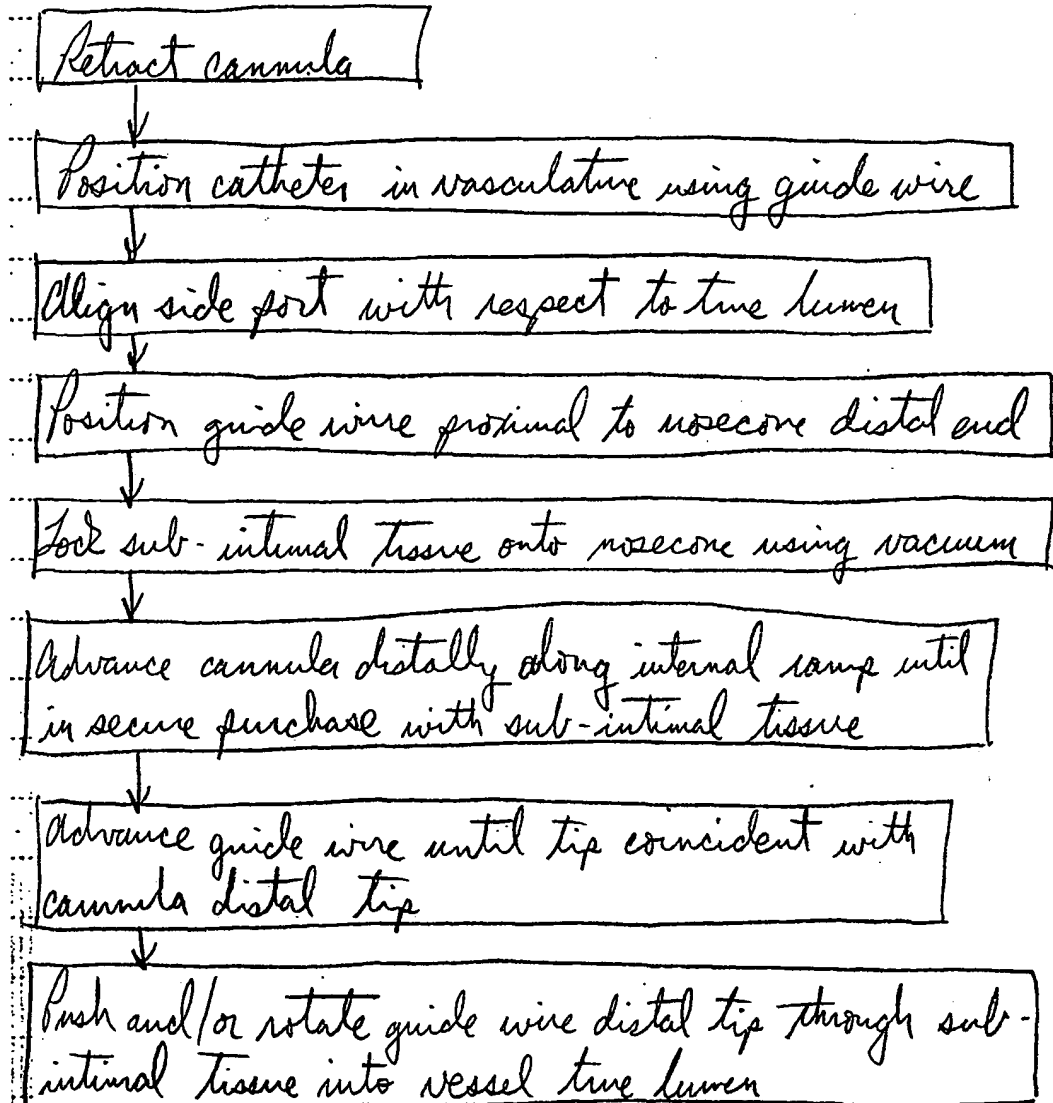 Retract cannula
Position catheter in vasculature using guide wire
Align side port with respect to true lumen
Position guide wire proximal to nosecone distal end
Lock sub-intimal tissue onto nosecone using vacuum
Advance cannula distally along internal ramp until
in secure purchase with sub-intimal tissue
Advance guide wire until tip coincident with
cannula distal tip
Push and/or rotate guide wire distal tip through sub-
intimal tissue into vessel true lumen